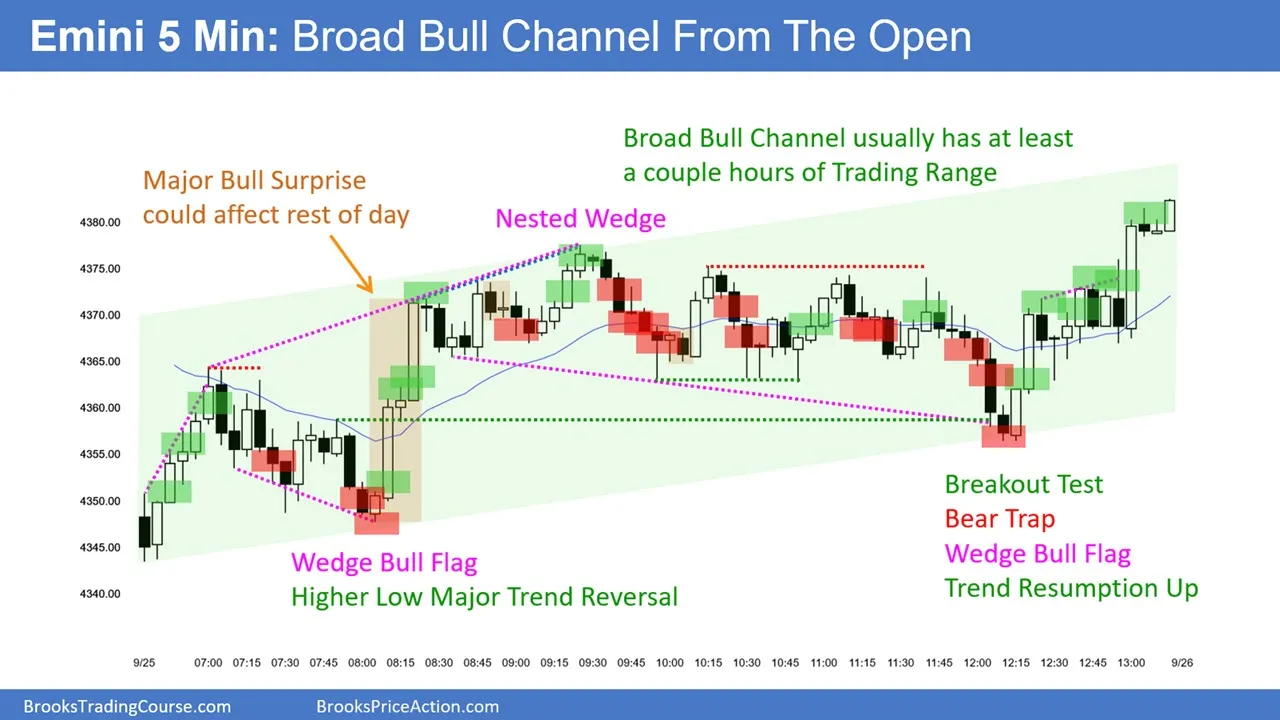 Emini 5 Min: Broad Bull Channel From The Open
Broad Bull Channel usually has at least
a couple hours of Trading Range
Major Bull Surprise
could affect rest of day
Nested Wedge
4380.00
4375.00
4370.00
4365.00
4360.00
4355.00
4350.00
4345.00
4340.00
Wedge Bull Flag
Higher Low Major Trend Reversal
Breakout Test
Bear Trap
Wedge Bull Flag
Trend Resumption Up
9/25 07:00 07:15 07:30 07:45 08:00 08:15 08:30 08:45 09:00 09:15 09:30 09:45 10:00 10:15 10:30 10:45 11:00 11:15 11:30 11:45 12:00 12:15 12:30 12:45 13:00 9/26
BrooksTradingCourse.com BrooksPriceAction.com